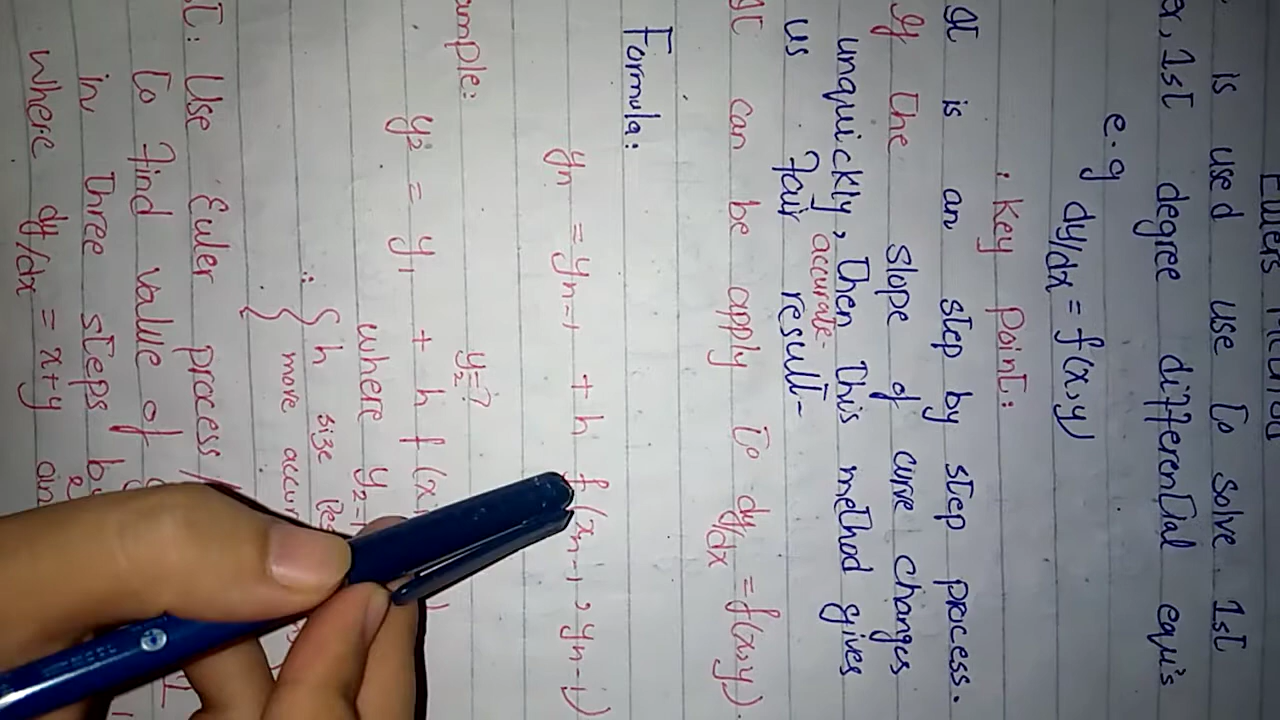 Eulers Method
is used use to solve 1st
1st degree differential equ's
e.g
dy/dx = f(x,y)
. Key point:
It is an step by step process.
If the slope of curve changes
unquickly, then this method gives
accurate
us fair result-
It can be apply to dy/dx = f(x,y).
Formula:
yn = yn-1 + h f(xn-1, yn-1)
ample: y2=?
y2 = y1 + h f(x1
where y2-1
h size
more accur
Use Euler process
to find value of
in three steps by
where dy/dx = x+y